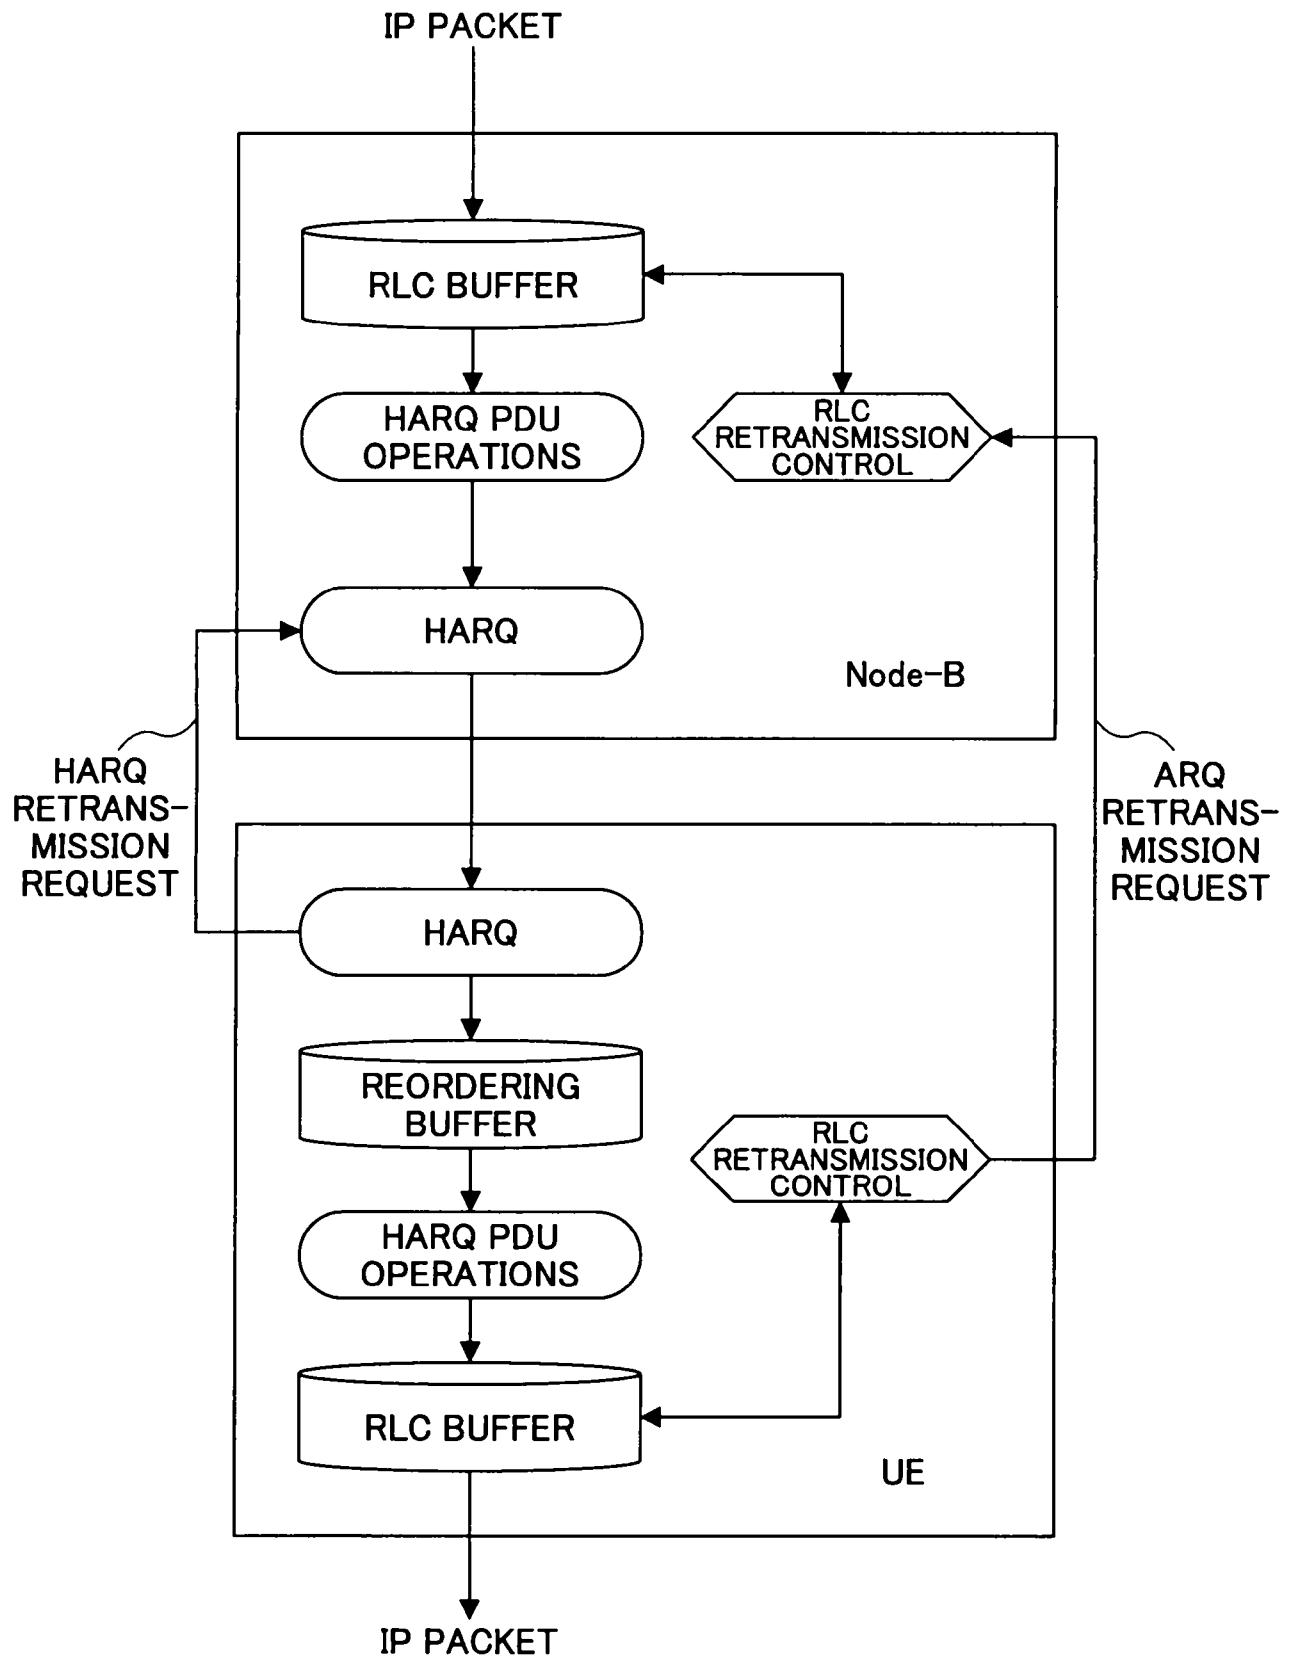 IP PACKET
RLC BUFFER
HARQ PDU
OPERATIONS
RLC
RETRANSMISSION
CONTROL
HARQ
Node-B
HARQ
RETRANS-
MISSION
REQUEST
ARQ
RETRANS-
MISSION
REQUEST
HARQ
REORDERING
BUFFER
RLC
RETRANSMISSION
CONTROL
HARQ PDU
OPERATIONS
RLC BUFFER
UE
IP PACKET